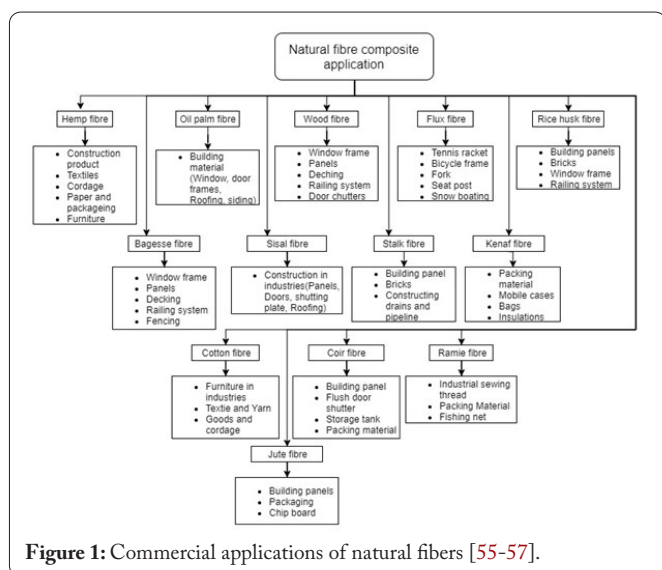 Natural fibre composite
application
Hemp fibre
Oil palm fibre
Wood fibre
Flux fibre
Rice husk fibre
• Construction
product
• Textiles
• Cordage
• Paper and
packageing
• Furniture
• Building
material
(Window, door
frames,
Roofing, siding)
• Window frame
• Panels
• Deching
• Railing system
• Door chutters
• Tennis racket
• Bicycle frame
• Fork
• Seat post
• Snow boating
• Building panels
• Bricks
• Window frame
• Railing system
Bagesse fibre
Sisal fibre
Stalk fibre
Kenaf fibre
• Window frame
• Panels
• Decking
• Railing system
• Fencing
• Construction in
industries(Panels,
Doors, shutting
plate, Roofing)
• Building panel
• Bricks
• Constructing
drains and
pipeline
• Packing
material
• Mobile cases
• Bags
• Insulations
Cotton fibre
Coir fibre
Ramie fibre
• Furniture in
industries
• Textie and Yarn
• Goods and
cordage
• Building panel
• Flush door
shutter
• Storage tank
• Packing material
• Industrial sewing
thread
• Packing Material
• Fishing net
Jute fibre
• Building panels
• Packaging
• Chip board
Figure 1: Commercial applications of natural fibers [55-57].